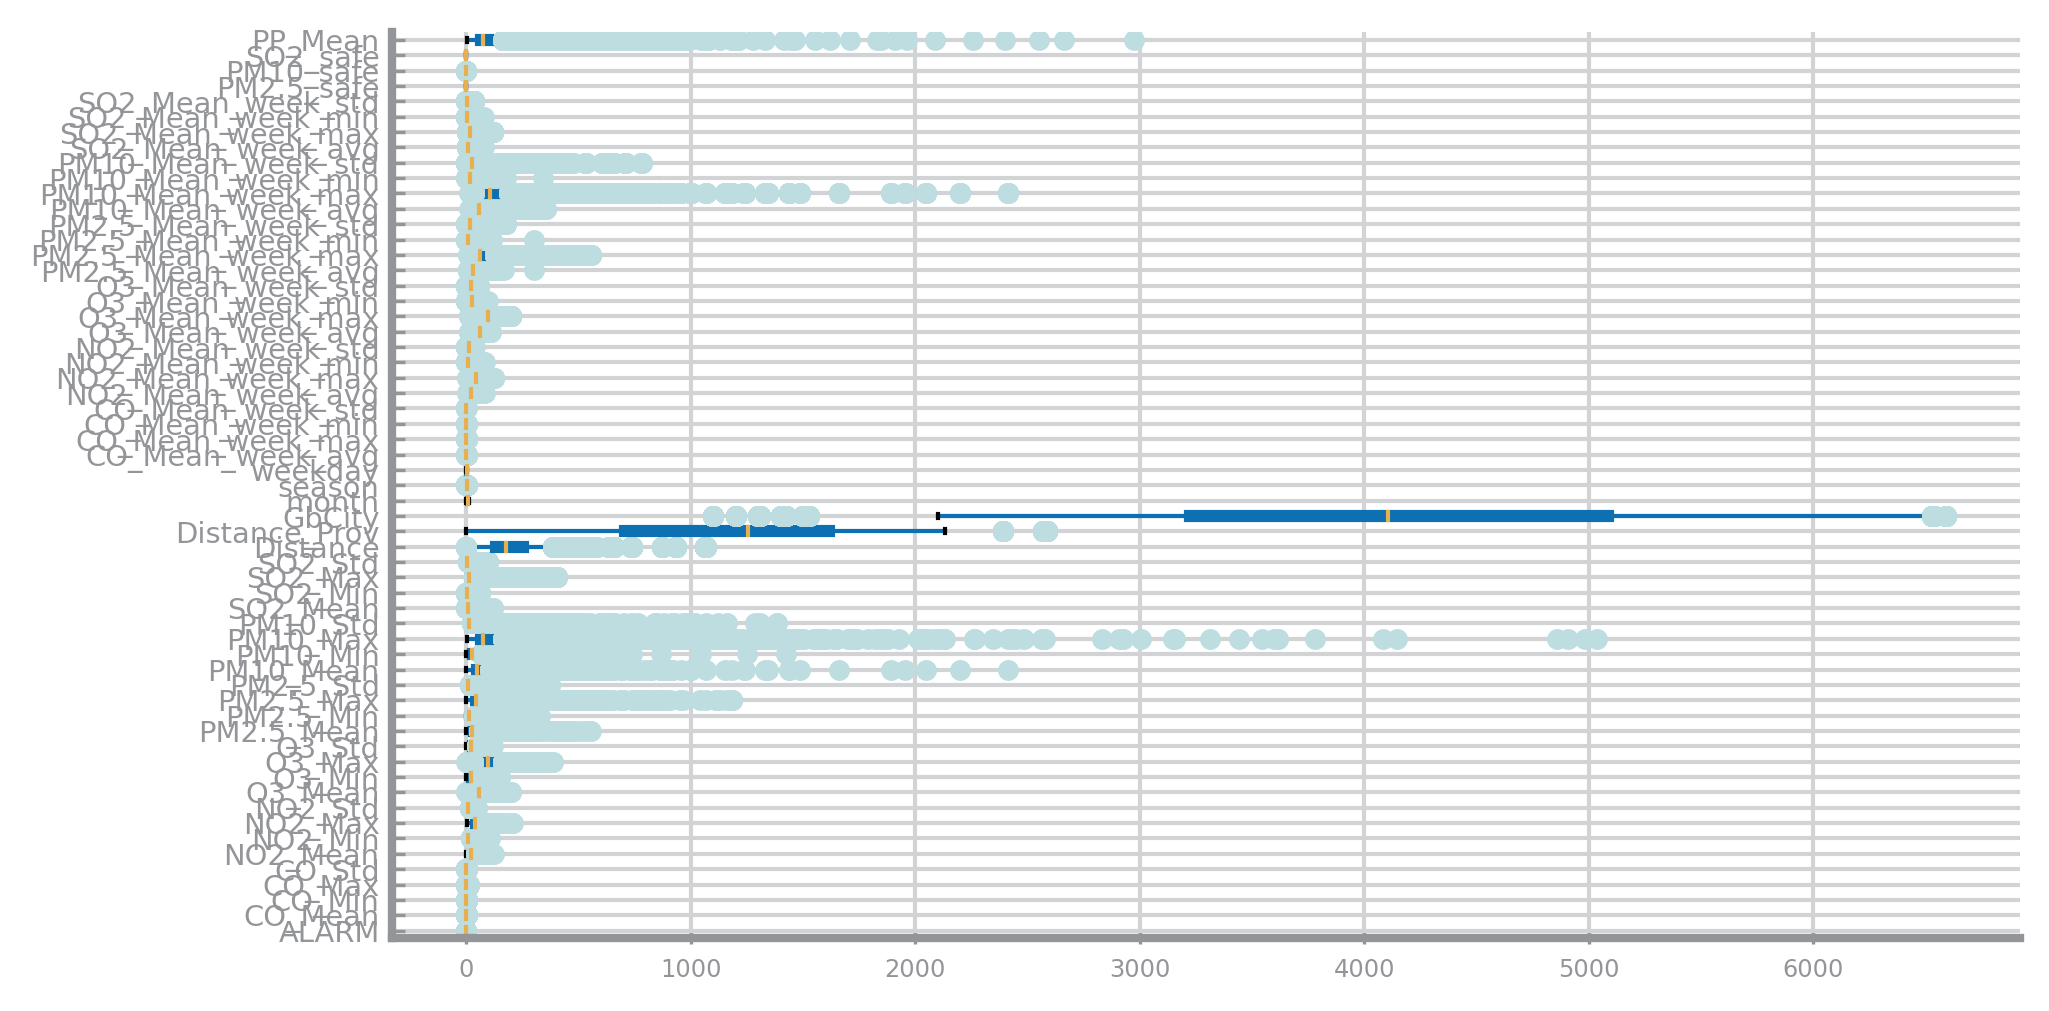 PP_Mean
SO2_safe
PM10_safe
PM2.5_safe
SO2_Mean_week_std
SO2_Mean_week_min
SO2_Mean_week_max
SO2_Mean_week_avg
PM10_Mean_week_std
PM10_Mean_week_min
PM10_Mean_week_max
PM10_Mean_week_avg
PM2.5_Mean_week_std
PM2.5_Mean_week_min
PM2.5_Mean_week_max
PM2.5_Mean_week_avg
O3_Mean_week_std
O3_Mean_week_min
O3_Mean_week_max
O3_Mean_week_avg
NO2_Mean_week_std
NO2_Mean_week_min
NO2_Mean_week_max
NO2_Mean_week_avg
CO_Mean_week_std
CO_Mean_week_min
CO_Mean_week_max
CO_Mean_week_avg
weekday
season
month
GbCity
Distance_Prov
Distance
SO2_Std
SO2_Max
SO2_Min
SO2_Mean
PM10_Std
PM10_Max
PM10_Min
PM10_Mean
PM2.5_Std
PM2.5_Max
PM2.5_Min
PM2.5_Mean
O3_Std
O3_Max
O3_Min
O3_Mean
NO2_Std
NO2_Max
NO2_Min
NO2_Mean
CO_Std
CO_Max
CO_Min
CO_Mean
ALARM
0 1000 2000 3000 4000 5000 6000